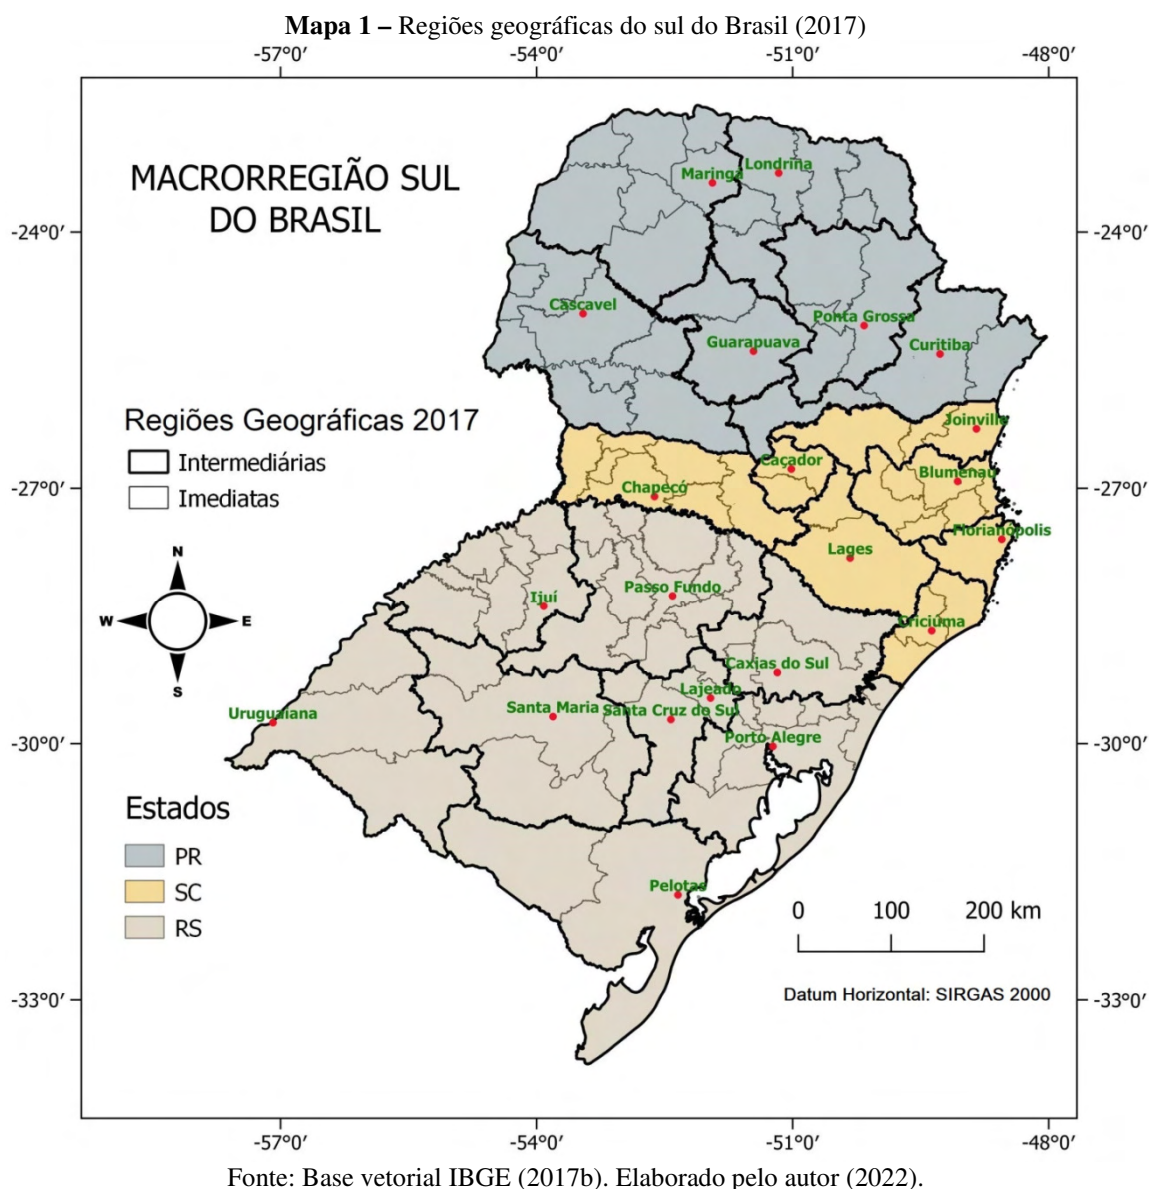 Mapa 1 – Regiões geográficas do sul do Brasil (2017)
-57°0′ -54°0′ -51°0′ -48°0′
MACRORREGIÃO SUL
DO BRASIL
Londrina
Maringá
-24°0′ -24°0′
Cascavel
Ponta Grossa
Guarapuava
Curitiba
Regiões Geográficas 2017
Intermediárias
Imediatas
Joinville
Caçador
Blumenau
Chapecó
-27°0′ -27°0′
Florianópolis
Lages
N
W E
S
Passo Fundo
Ijuí
Criciúma
Caxias do Sul
Lajeado
Santa Maria
Santa Cruz do Sul
Uruguaiana
Porto Alegre
-30°0′ -30°0′
Estados
PR
SC
RS
Pelotas
0 100 200 km
Datum Horizontal: SIRGAS 2000
-33°0′ -33°0′
-57°0′ -54°0′ -51°0′ -48°0′
Fonte: Base vetorial IBGE (2017b). Elaborado pelo autor (2022).